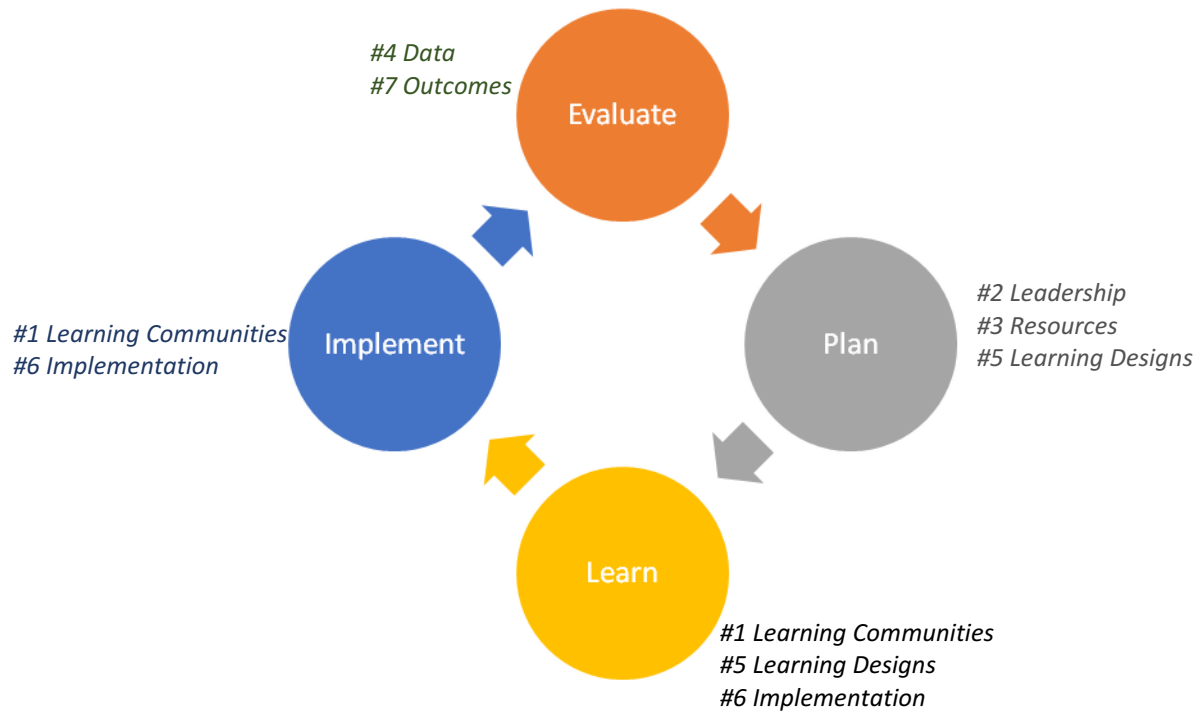 #4 Data
#7 Outcomes
Evaluate
#1 Learning Communities
#6 Implementation
Implement
Plan
#2 Leadership
#3 Resources
#5 Learning Designs
Learn
#1 Learning Communities
#5 Learning Designs
#6 Implementation